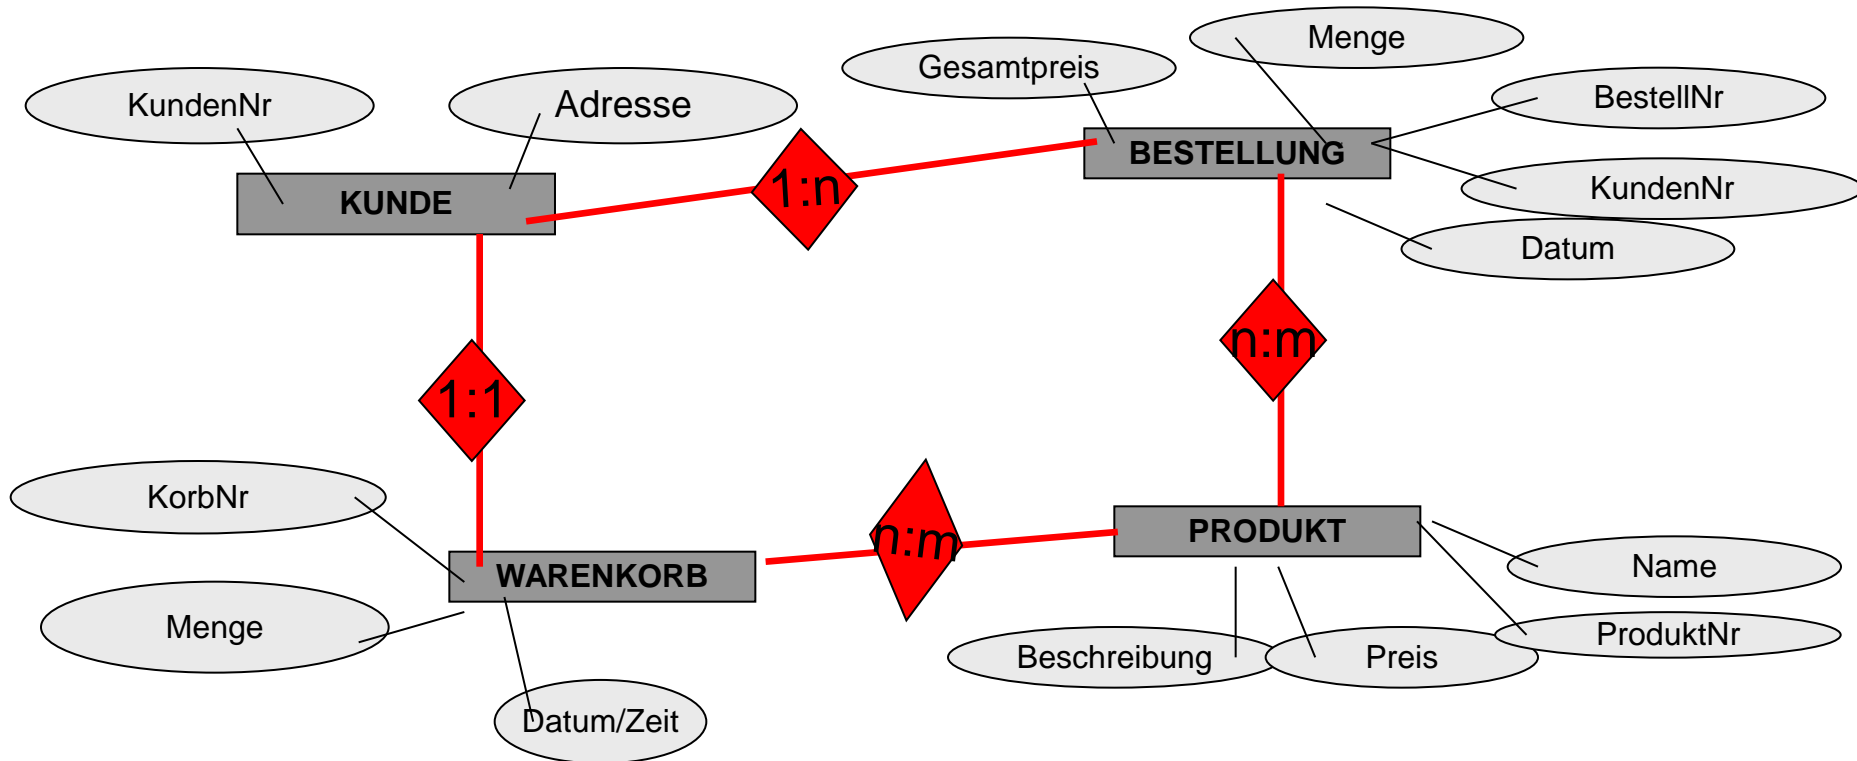 Menge
Gesamtpreis
BestellNr
KundenNr
Adresse
BESTELLUNG
1:n
KundenNr
KUNDE
Datum
n:m
1:1
KorbNr
n:m
PRODUKT
WARENKORB
Name
Menge
ProduktNr
Beschreibung
Preis
Datum/Zeit